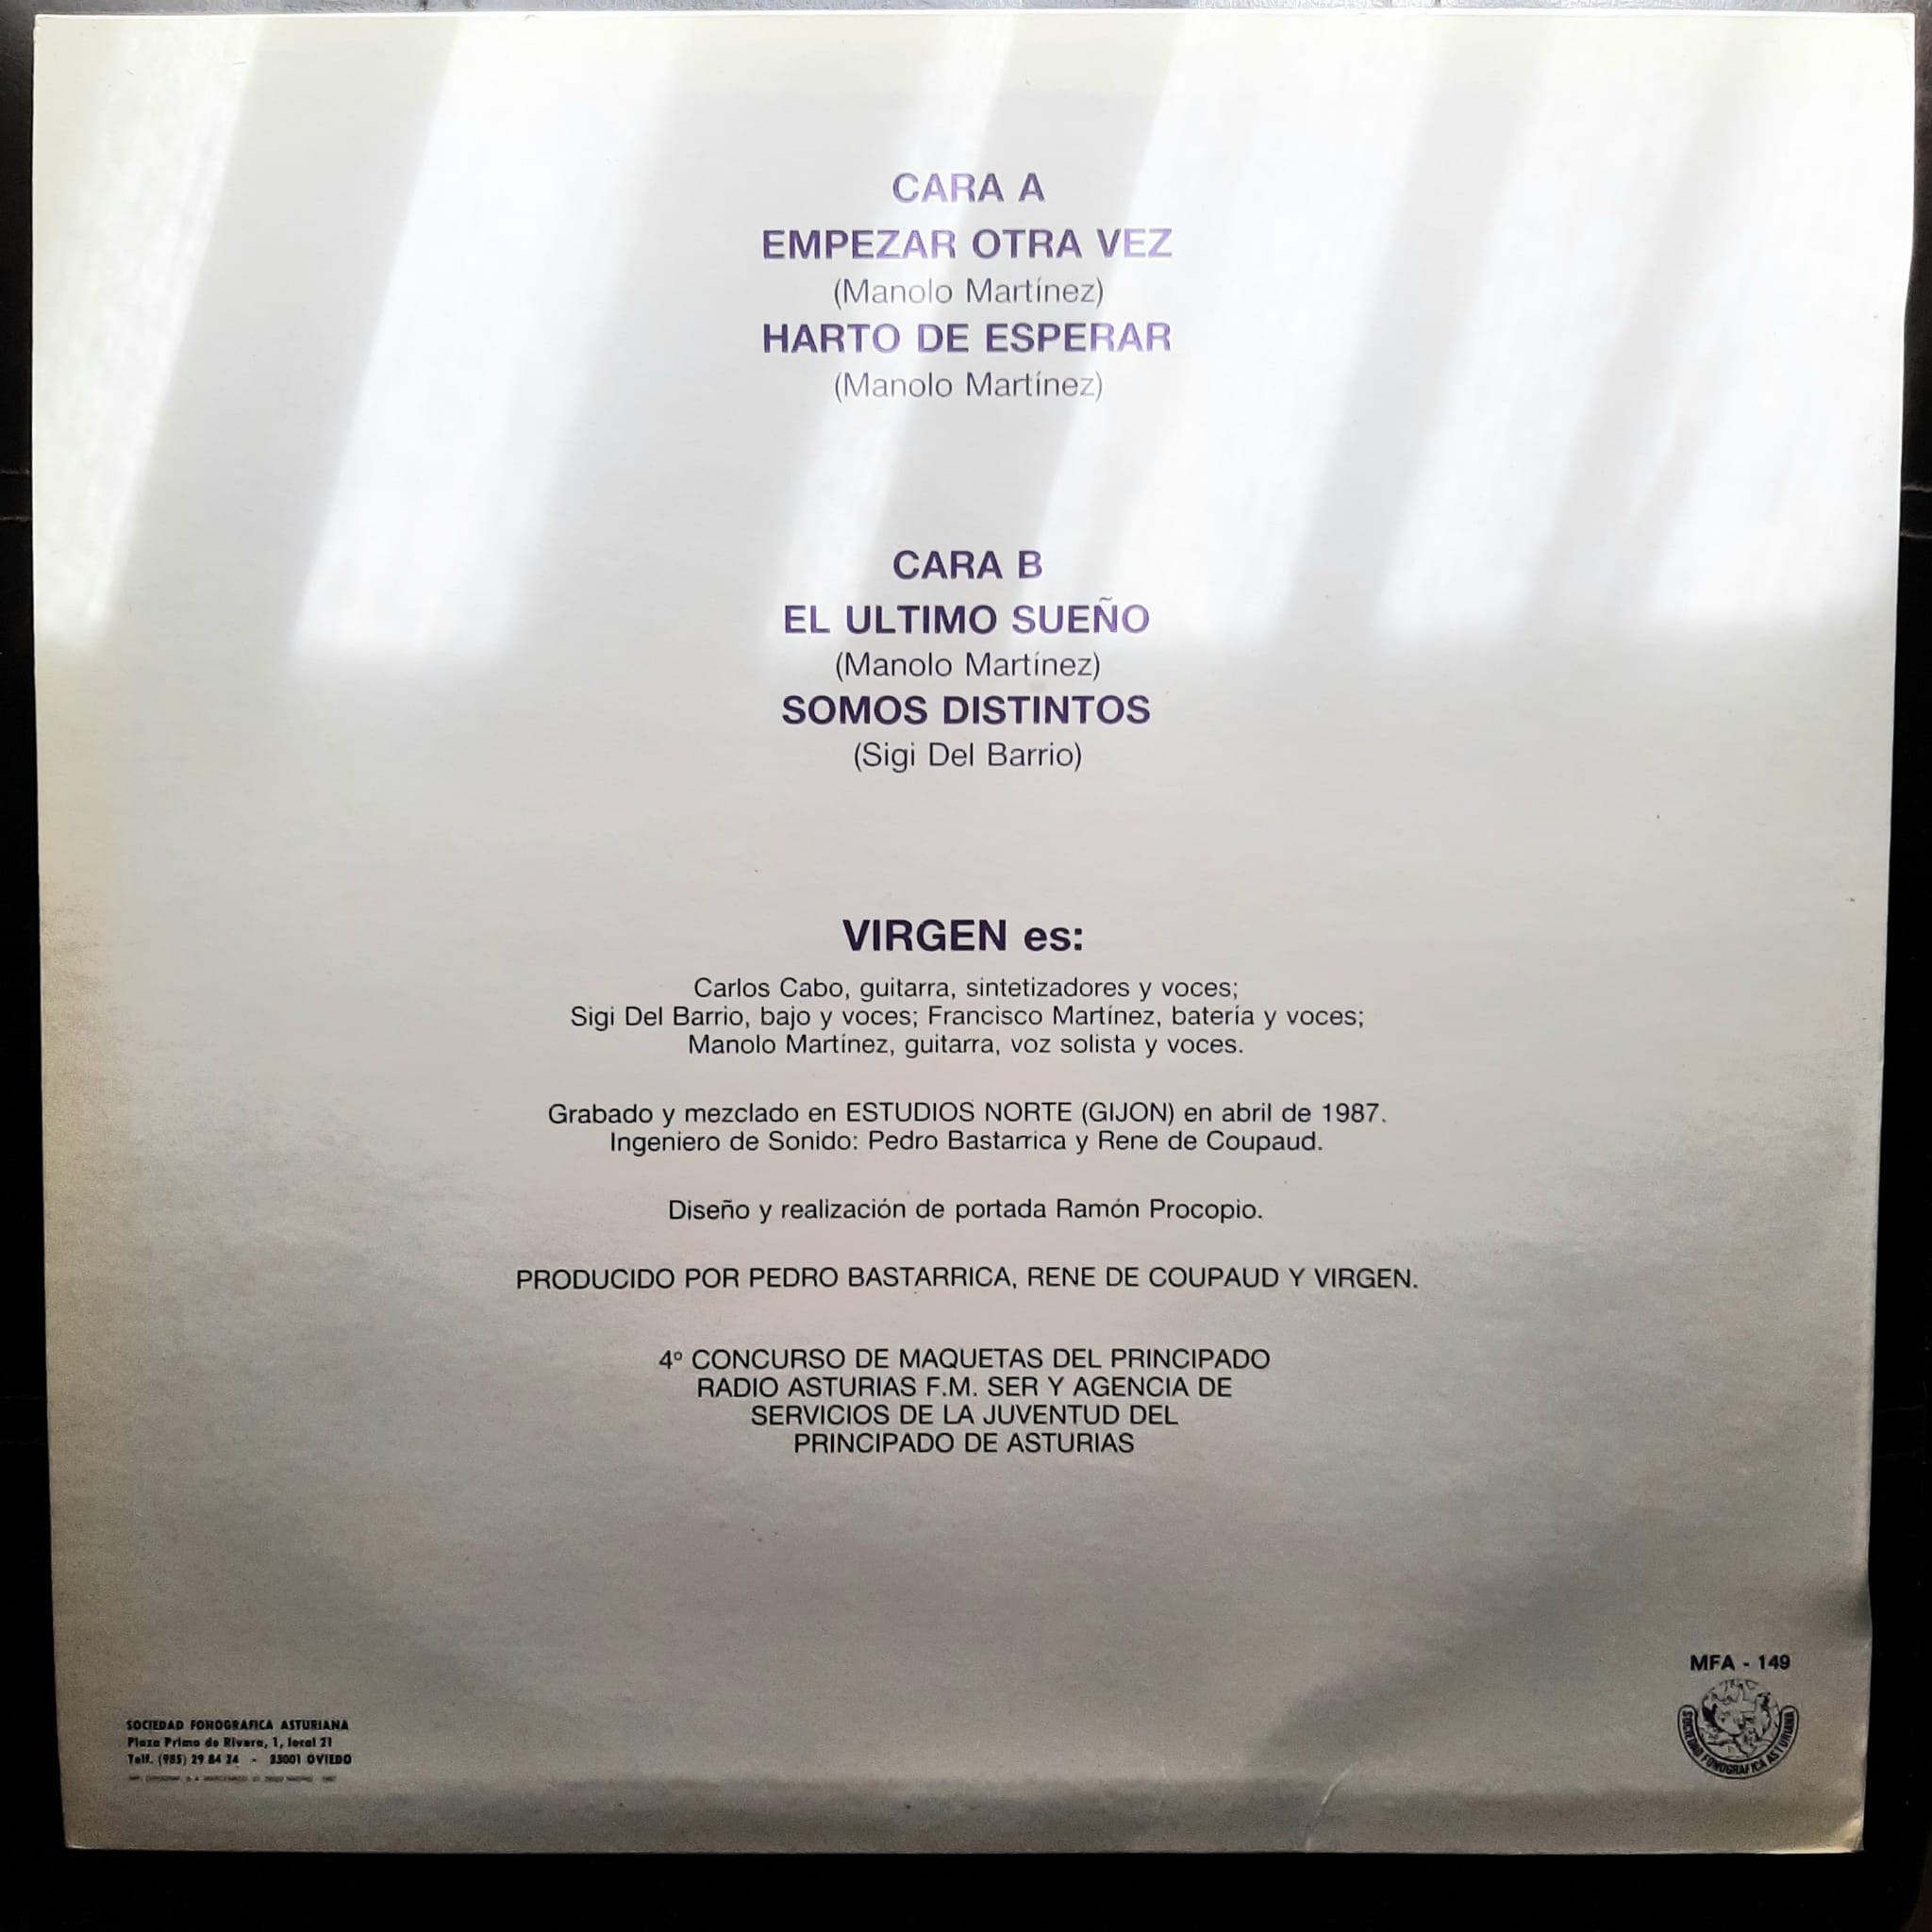 CARA A
EMPEZAR OTRA VEZ
(Manolo Martínez)
HARTO DE ESPERAR
(Manolo Martínez)
CARA B
EL ULTIMO SUEÑO
(Manolo Martínez)
SOMOS DISTINTOS
(Sigi Del Barrio)
VIRGEN es:
Carlos Cabo, guitarra, sintetizadores y voces;
Sigi Del Barrio, bajo y voces; Francisco Martínez, batería y voces;
Manolo Martínez, guitarra, voz solista y voces.
Grabado y mezclado en ESTUDIOS NORTE (GIJON) en abril de 1987.
Ingeniero de Sonido: Pedro Bastarrica y Rene de Coupaud.
Diseño y realización de portada Ramón Procopio.
PRODUCIDO POR PEDRO BASTARRICA, RENE DE COUPAUD Y VIRGEN.
4º CONCURSO DE MAQUETAS DEL PRINCIPADO
RADIO ASTURIAS F.M. SER Y AGENCIA DE
SERVICIOS DE LA JUVENTUD DEL
PRINCIPADO DE ASTURIAS
MFA - 149
SOCIEDAD FONOGRAFICA ASTURIANA
SOCIEDAD FONOGRAFICA ASTURIANA
Plaza Primo de Rivera, 1, local 21
Telf. (985) 29 84 24 - 33001 OVIEDO